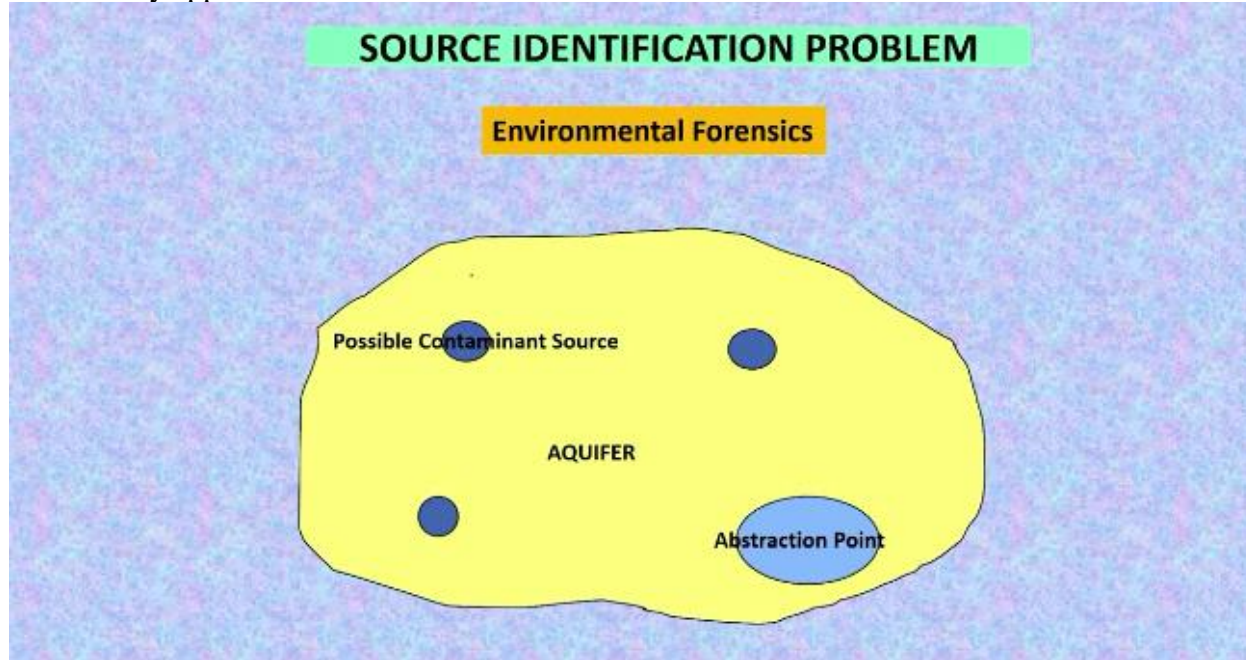 SOURCE IDENTIFICATION PROBLEM
Environmental Forensics
Possible Contaminant Source
AQUIFER
Abstraction Point